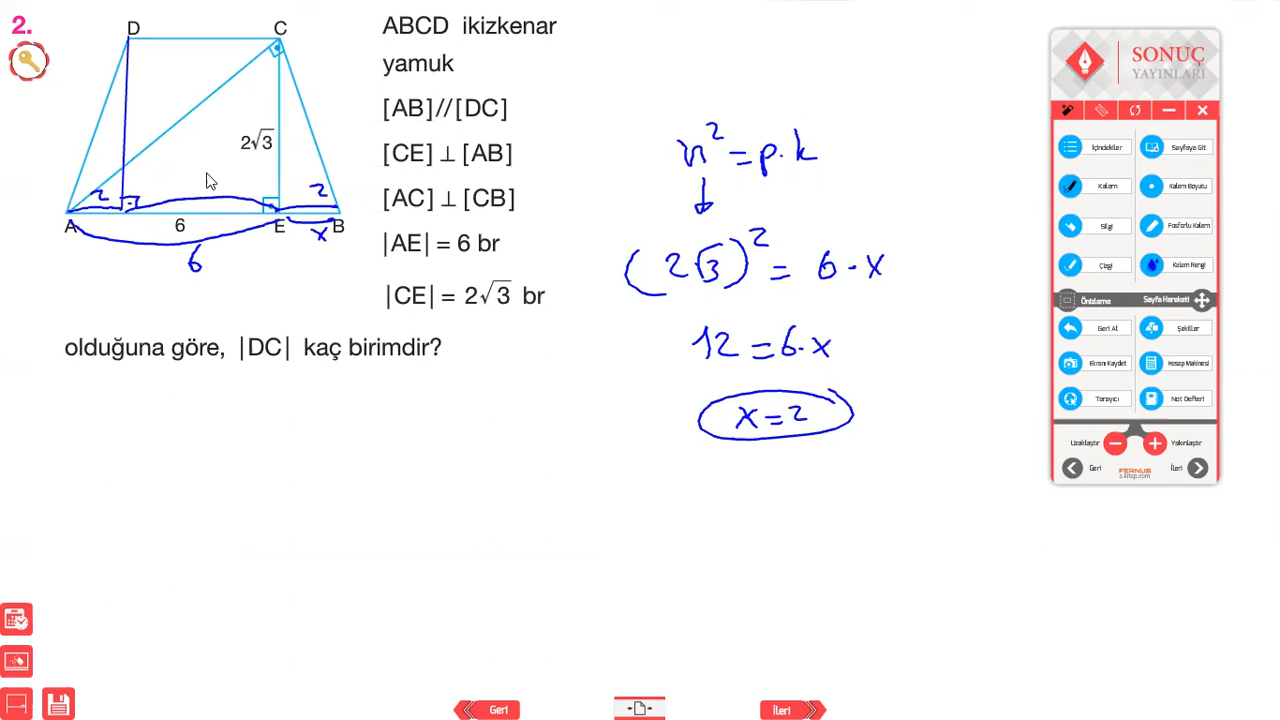 2.
D
C
ABCD ikizkenar
yamuk
[AB]//[DC]
[CE] ⊥ [AB]
[AC] ⊥ [CB]
|AE| = 6 br
|CE| = 2√3 br
2√3
2
2
A
6
E
x
B
6
olduğuna göre, |DC| kaç birimdir?
h² = p.k
(2√3)² = 6.x
12 = 6.x
x = 2
SONUÇ
YAYINLARI
İçindekiler
Sayfaya Git
Kalem
Kalem Boyutu
Silgi
Fosforlu Kalem
Çizgi
Kalem Rengi
Önizleme
Sayfa Hareketi
Geri Al
Şekiller
Ekranı Kaydet
Hesap Makinesi
Tarayıcı
Not Defteri
Uzaklaştır
Yakınlaştır
Geri
FERNUS
z-kitap.com
İleri
Geri
İleri